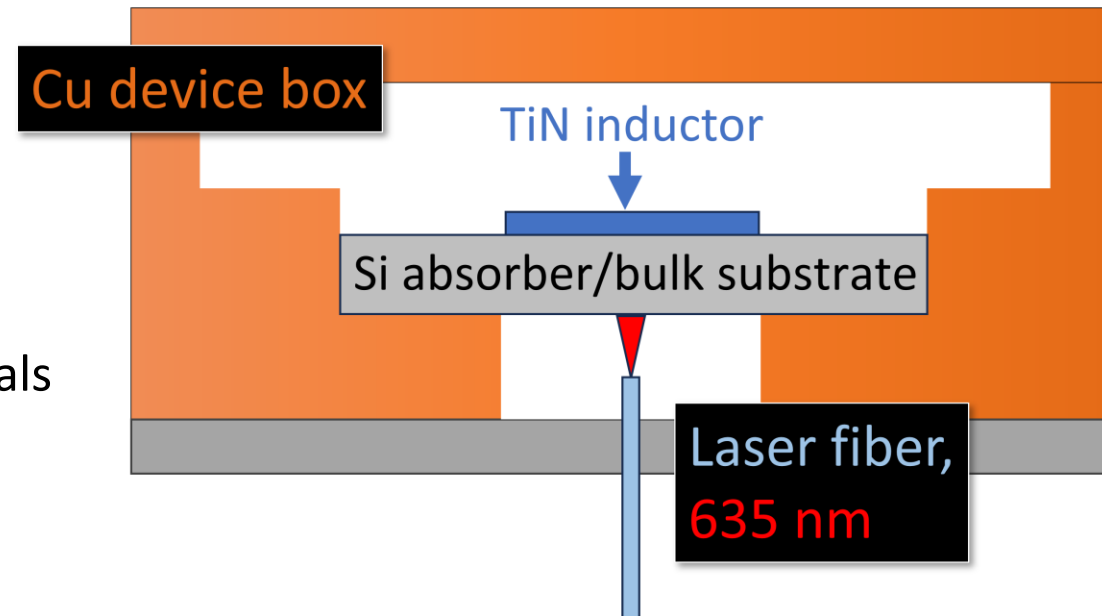 Cu device box
TiN inductor
Si absorber/bulk substrate
als
Laser fiber,
635 nm